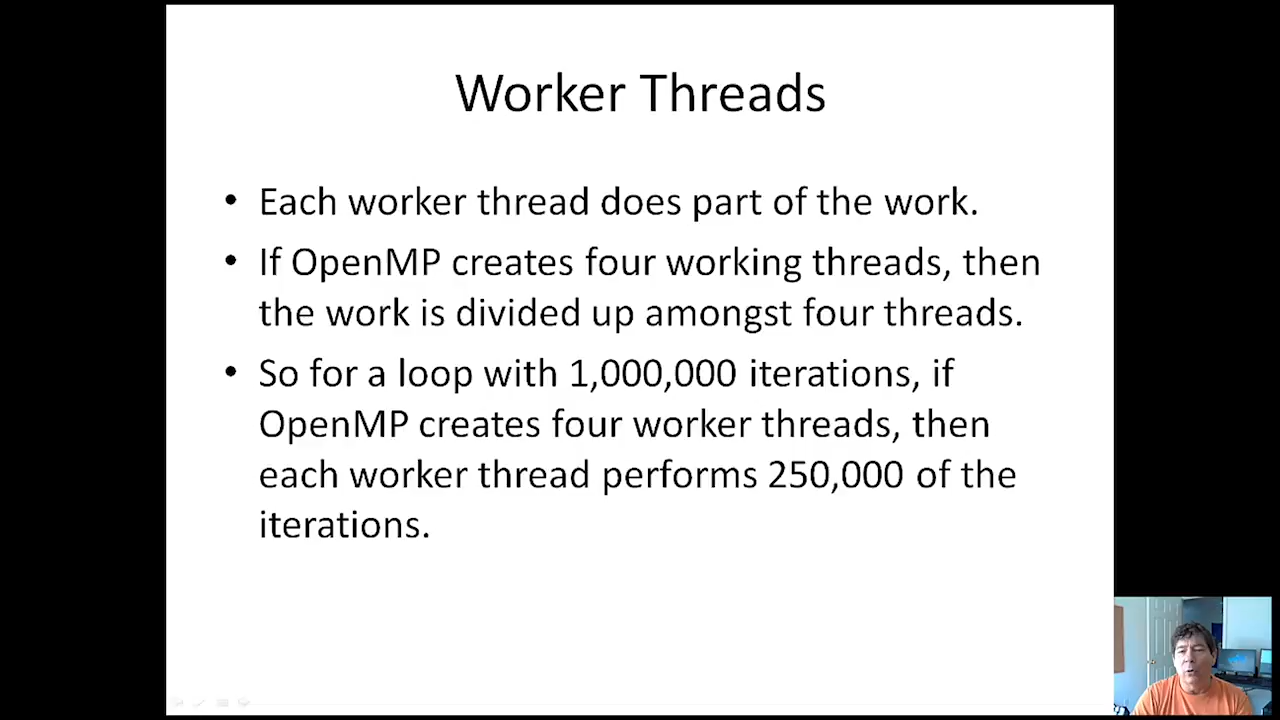 Worker Threads
• Each worker thread does part of the work.
• If OpenMP creates four working threads, then
the work is divided up amongst four threads.
• So for a loop with 1,000,000 iterations, if
OpenMP creates four worker threads, then
each worker thread performs 250,000 of the
iterations.